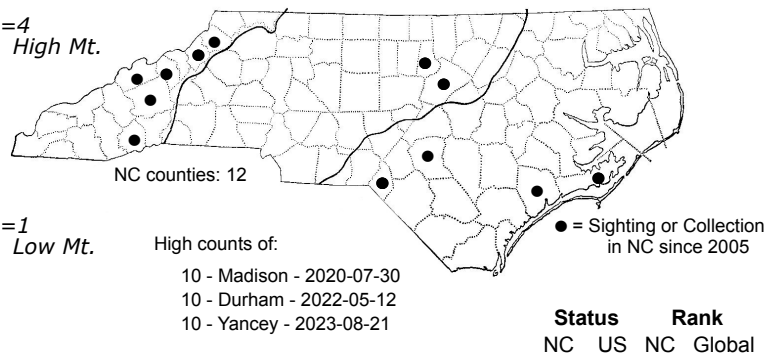 =4
High Mt.
NC counties: 12
=1
Low Mt.
High counts of:
10 - Madison - 2020-07-30
10 - Durham - 2022-05-12
10 - Yancey - 2023-08-21
● = Sighting or Collection
in NC since 2005
Status Rank
NC US NC Global